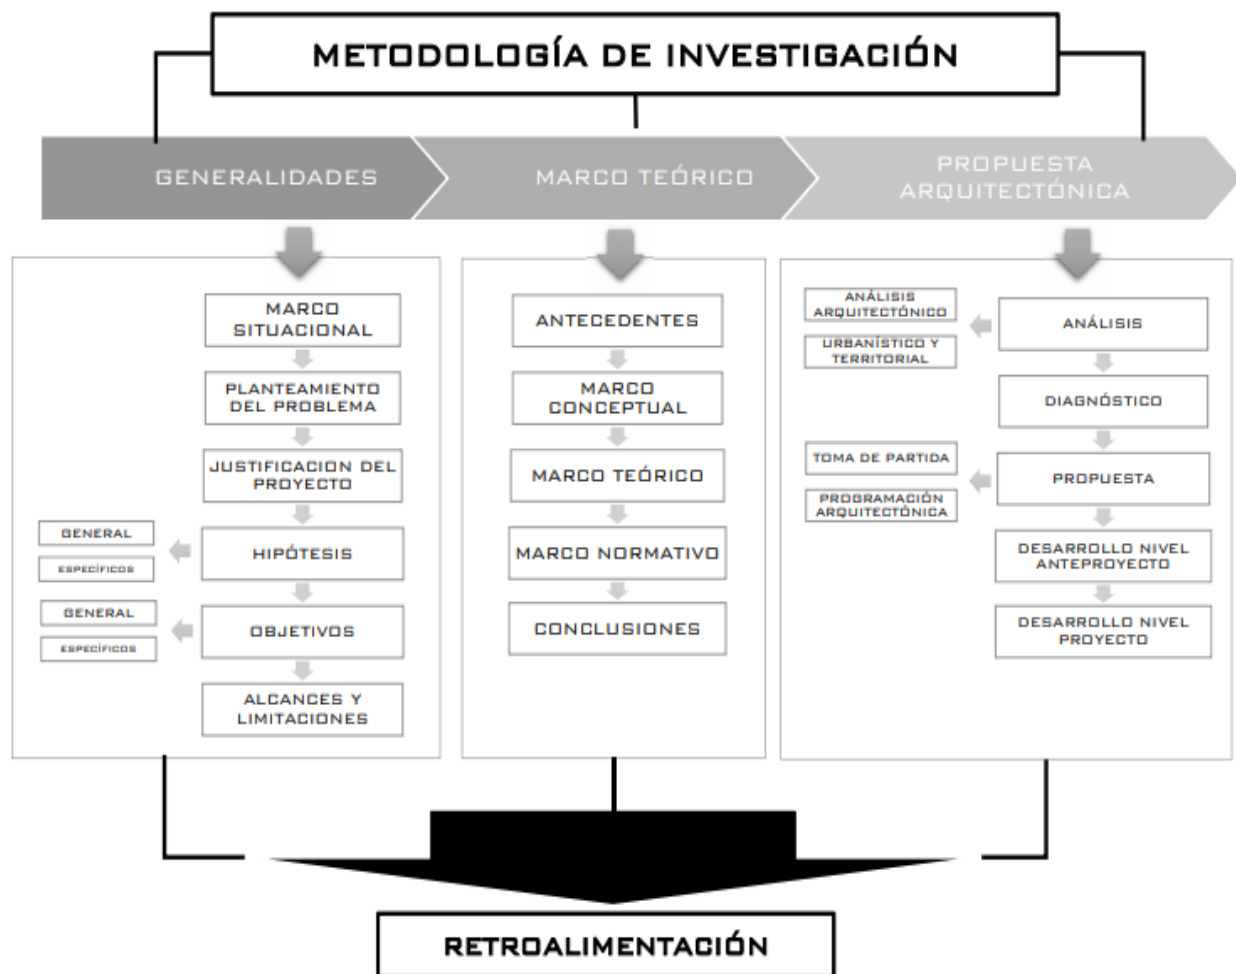 METODOLOGÍA DE INVESTIGACIÓN
GENERALIDADES
MARCO TEÓRICO
PROPUESTA
ARQUITECTÓNICA
MARCO
SITUACIONAL
PLANTEAMIENTO
DEL PROBLEMA
JUSTIFICACION DEL
PROYECTO
HIPÓTESIS
GENERAL
ESPECÍFICOS
OBJETIVOS
GENERAL
ESPECÍFICOS
ALCANCES Y
LIMITACIONES
ANTECEDENTES
MARCO
CONCEPTUAL
MARCO TEÓRICO
MARCO NORMATIVO
CONCLUSIONES
ANÁLISIS
ANÁLISIS
ARQUITECTÓNICO
URBANÍSTICO Y
TERRITORIAL
DIAGNÓSTICO
PROPUESTA
TOMA DE PARTIDA
PROGRAMACIÓN
ARQUITECTÓNICA
DESARROLLO NIVEL
ANTEPROYECTO
DESARROLLO NIVEL
PROYECTO
RETROALIMENTACIÓN